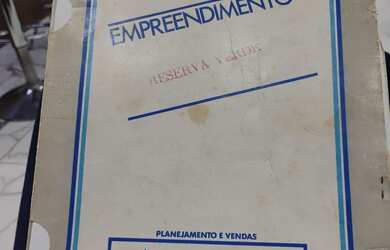 EMPREENDIMENTO
RESERVA VERDE
PLANEJAMENTO E VENDAS